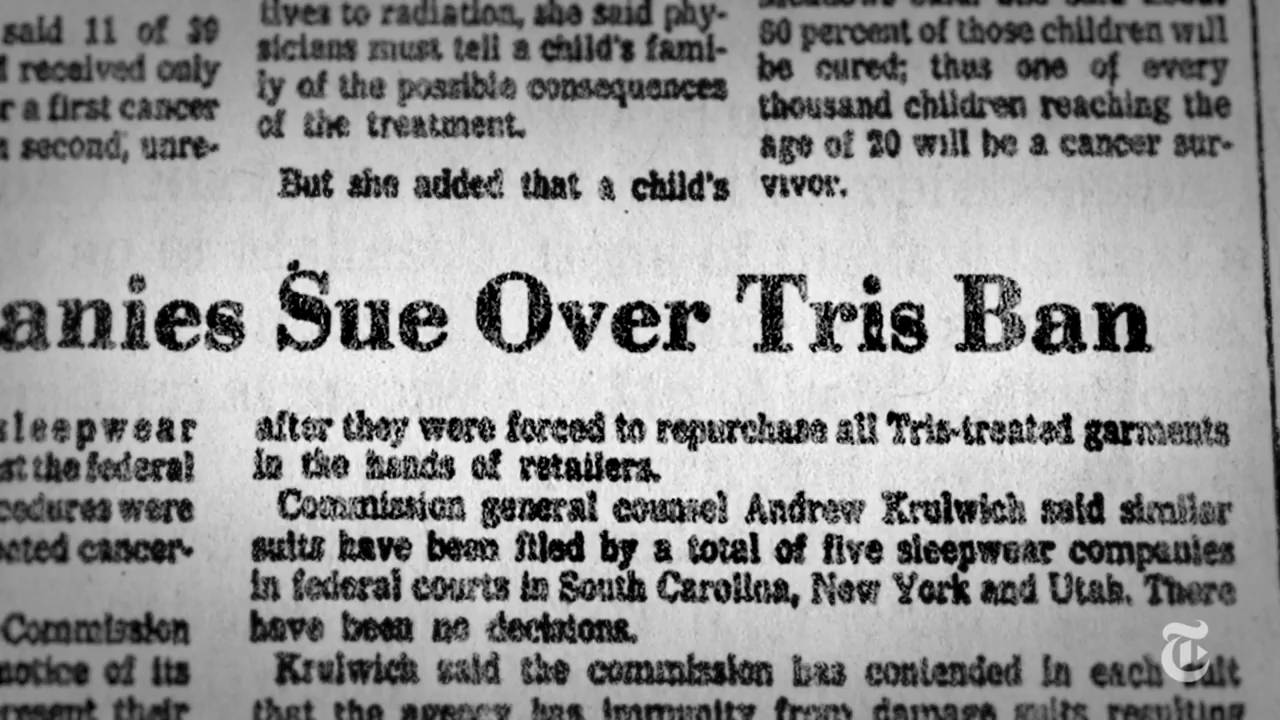 said 11 of 39
received only
r a first cancer
second, unre-
tives to radiation, she said phy-
sicians must tell a child's fami-
ly of the possible consequences
of the treatment.
But she added that a child's
80 percent of those children will
be cured; thus one of every
thousand children reaching the
age of 20 will be a cancer sur-
vivor.
anies Sue Over Tris Ban
sleepwear
st the federal
cedures were
cted cancer-
Commission
notice of its
resent their
after they were forced to repurchase all Tris-treated garments
in the hands of retailers.
Commission general counsel Andrew Krulwich said similar
suits have been filed by a total of five sleepwear companies
in federal courts in South Carolina, New York and Utah. There
have been no decisions.
Krulwich said the commission has contended in each suit
that the agency has immunity from damage suits resulting
T